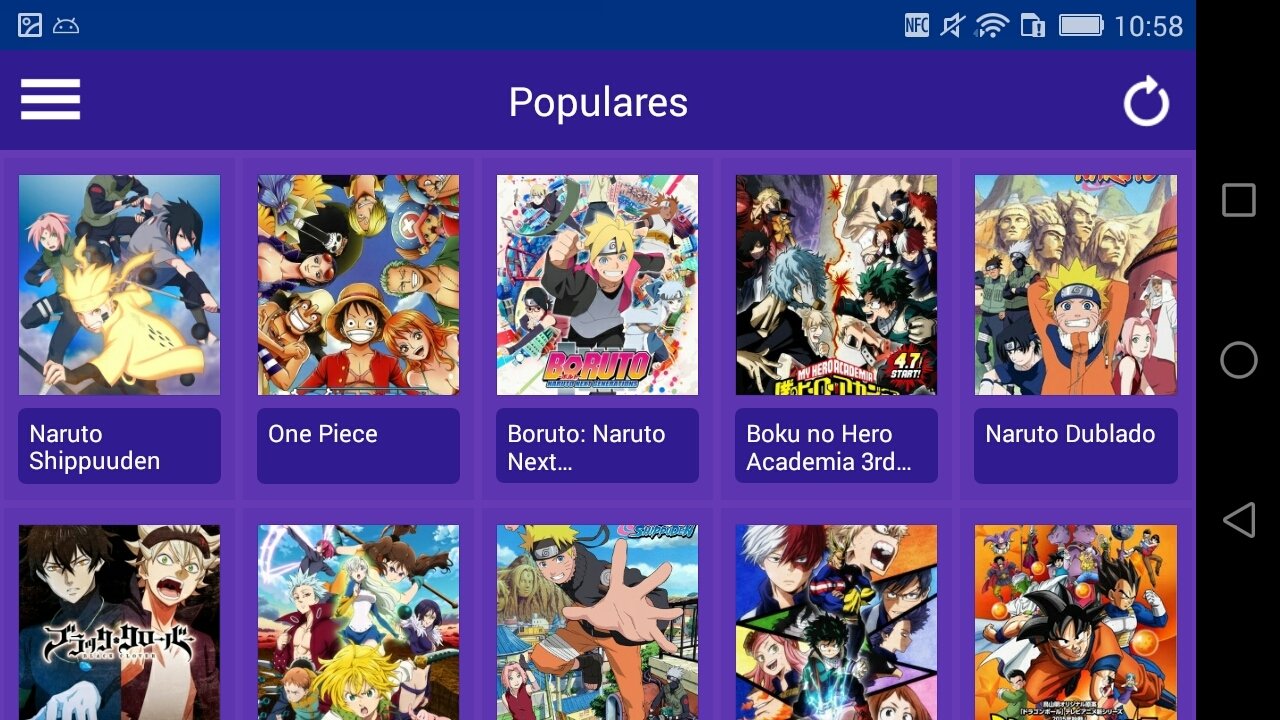 NFC 10:58
Populares
BORUTO
NARUTO NEXT GENERATIONS
MY HERO ACADEMIA
4.7
START!
Naruto
Shippuuden
One Piece
Boruto: Naruto
Next...
Boku no Hero
Academia 3rd...
Naruto Dublado
SHIPPUDEN
ブラッククローバー
BLACK CLOVER